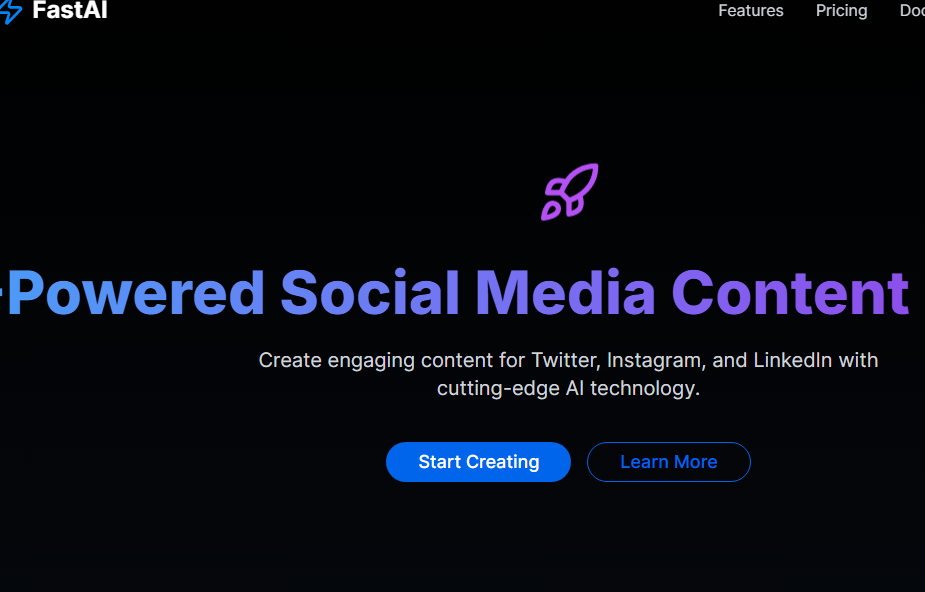 FastAI
Features
Pricing
-Powered Social Media Content
Create engaging content for Twitter, Instagram, and LinkedIn with
cutting-edge AI technology.
Start Creating
Learn More